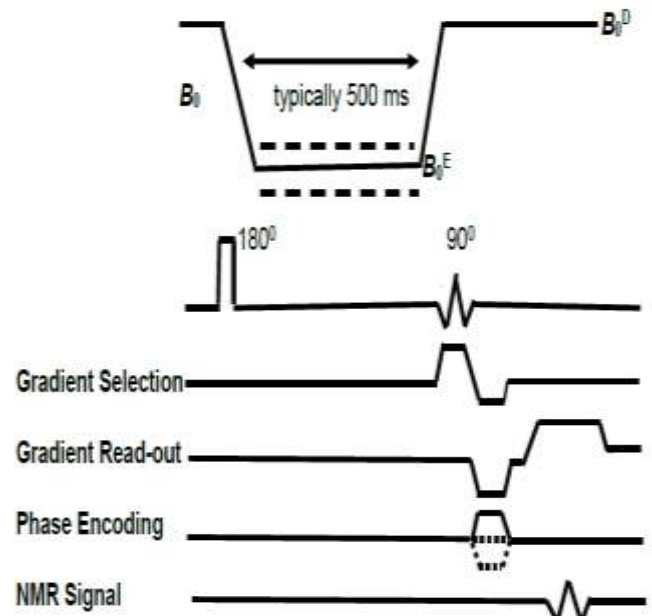 B₀ᴰ
B₀
typically 500 ms
B₀ᴱ
180⁰
90⁰
Gradient Selection
Gradient Read-out
Phase Encoding
NMR Signal